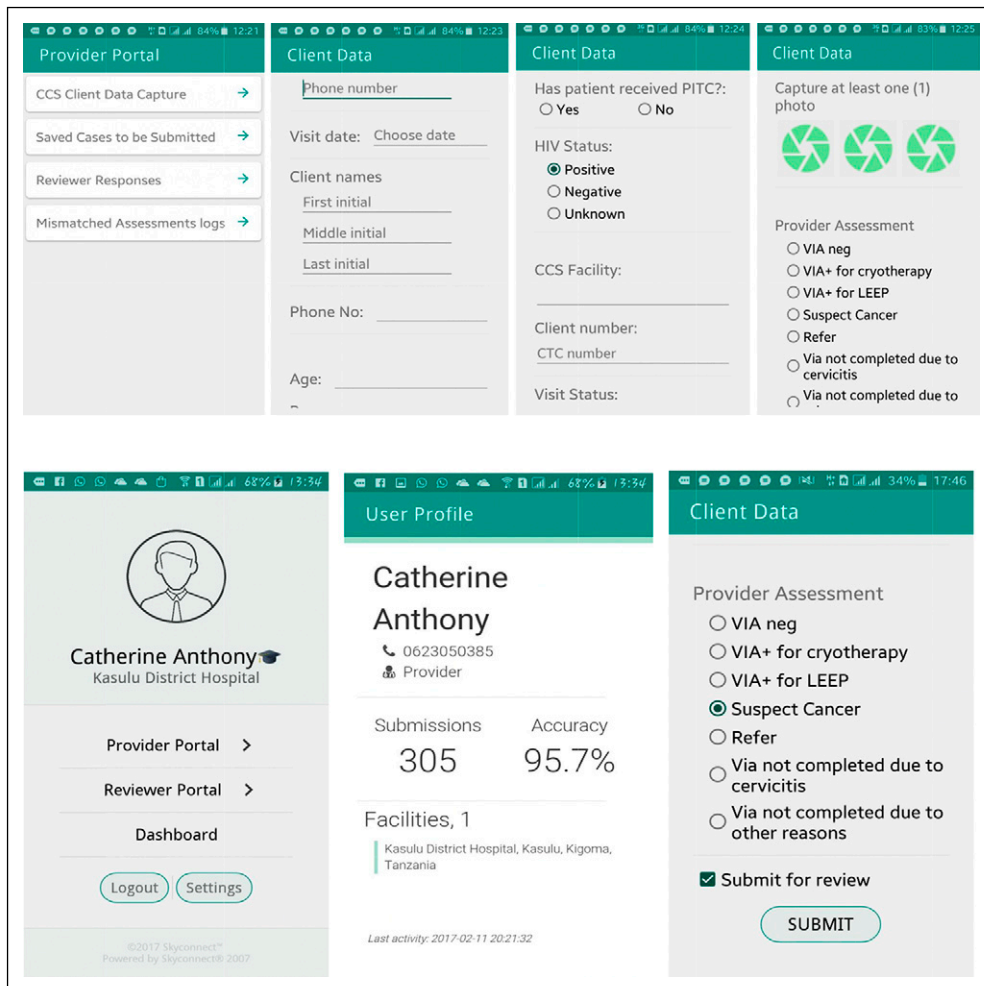 84% 12:21
Provider Portal
CCS Client Data Capture
Saved Cases to be Submitted
Reviewer Responses
Mismatched Assessments logs
84% 12:23
Client Data
Phone number
Visit date: Choose date
Client names
First initial
Middle initial
Last initial
Phone No:
Age:
84% 12:24
Client Data
Has patient received PITC?:
Yes No
HIV Status:
Positive
Negative
Unknown
CCS Facility:
Client number:
CTC number
Visit Status:
83% 12:25
Client Data
Capture at least one (1)
photo
Provider Assessment
VIA neg
VIA+ for cryotherapy
VIA+ for LEEP
Suspect Cancer
Refer
Via not completed due to
cervicitis
Via not completed due to
68% 13:34
Catherine Anthony
Kasulu District Hospital
Provider Portal
Reviewer Portal
Dashboard
Logout Settings
©2017 Skyconnect™
Powered by Skyconnect® 2007
68% 13:34
User Profile
Catherine
Anthony
0623050385
Provider
Submissions Accuracy
305 95.7%
Facilities, 1
Kasulu District Hospital, Kasulu, Kigoma,
Tanzania
Last activity: 2017-02-11 20:21:32
34% 17:46
Client Data
Provider Assessment
VIA neg
VIA+ for cryotherapy
VIA+ for LEEP
Suspect Cancer
Refer
Via not completed due to
cervicitis
Via not completed due to
other reasons
Submit for review
SUBMIT